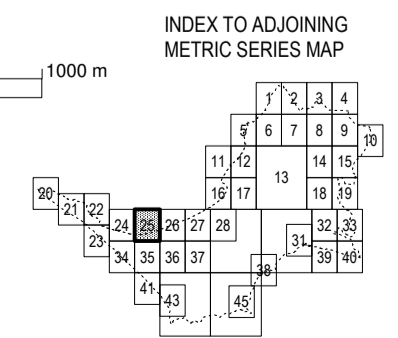 INDEX TO ADJOINING
METRIC SERIES MAP
1000 m
1 2 3 4
5 6 7 8 9 10
11 12 13 14 15
16 17 18 19
20 21 22
24 25 26 27 28 32 33
23 31
34 35 36 37 38 39 40
41 43 45